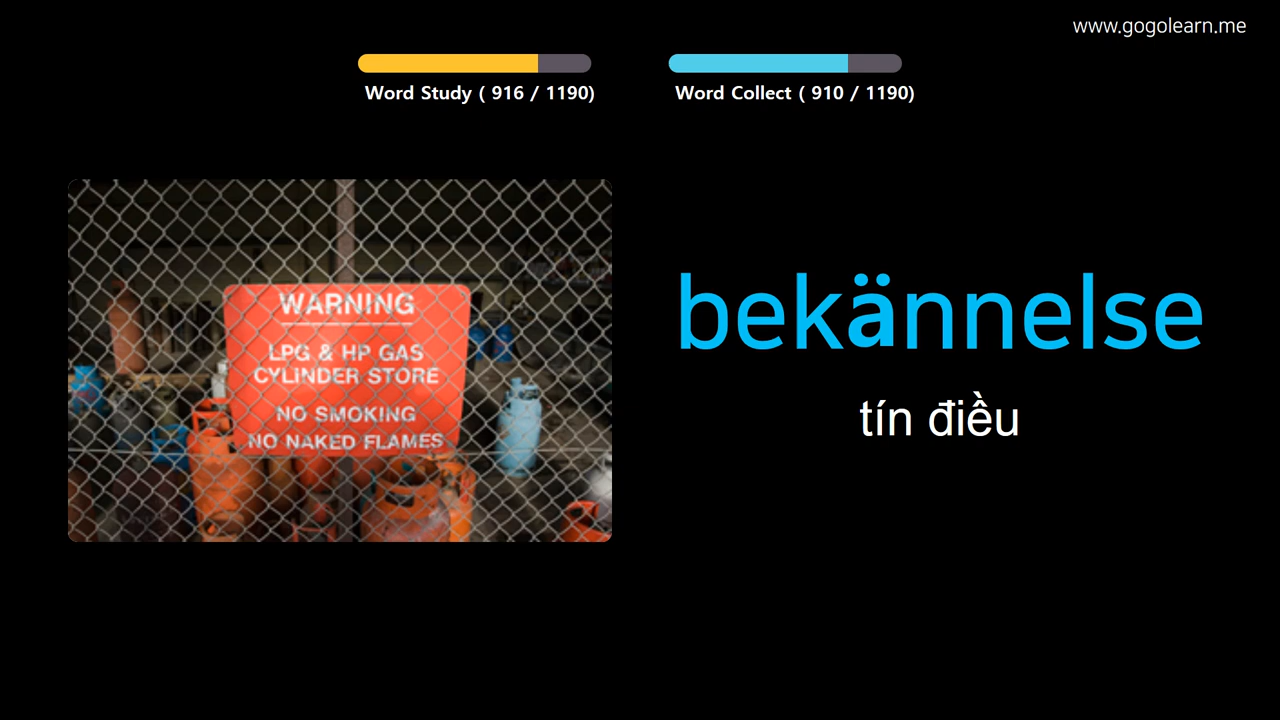 www.gogolearn.me
Word Study ( 916 / 1190)
Word Collect ( 910 / 1190)
WARNING
LPG & HP GAS
CYLINDER STORE
NO SMOKING
NO NAKED FLAMES
bekännelse
tín điều